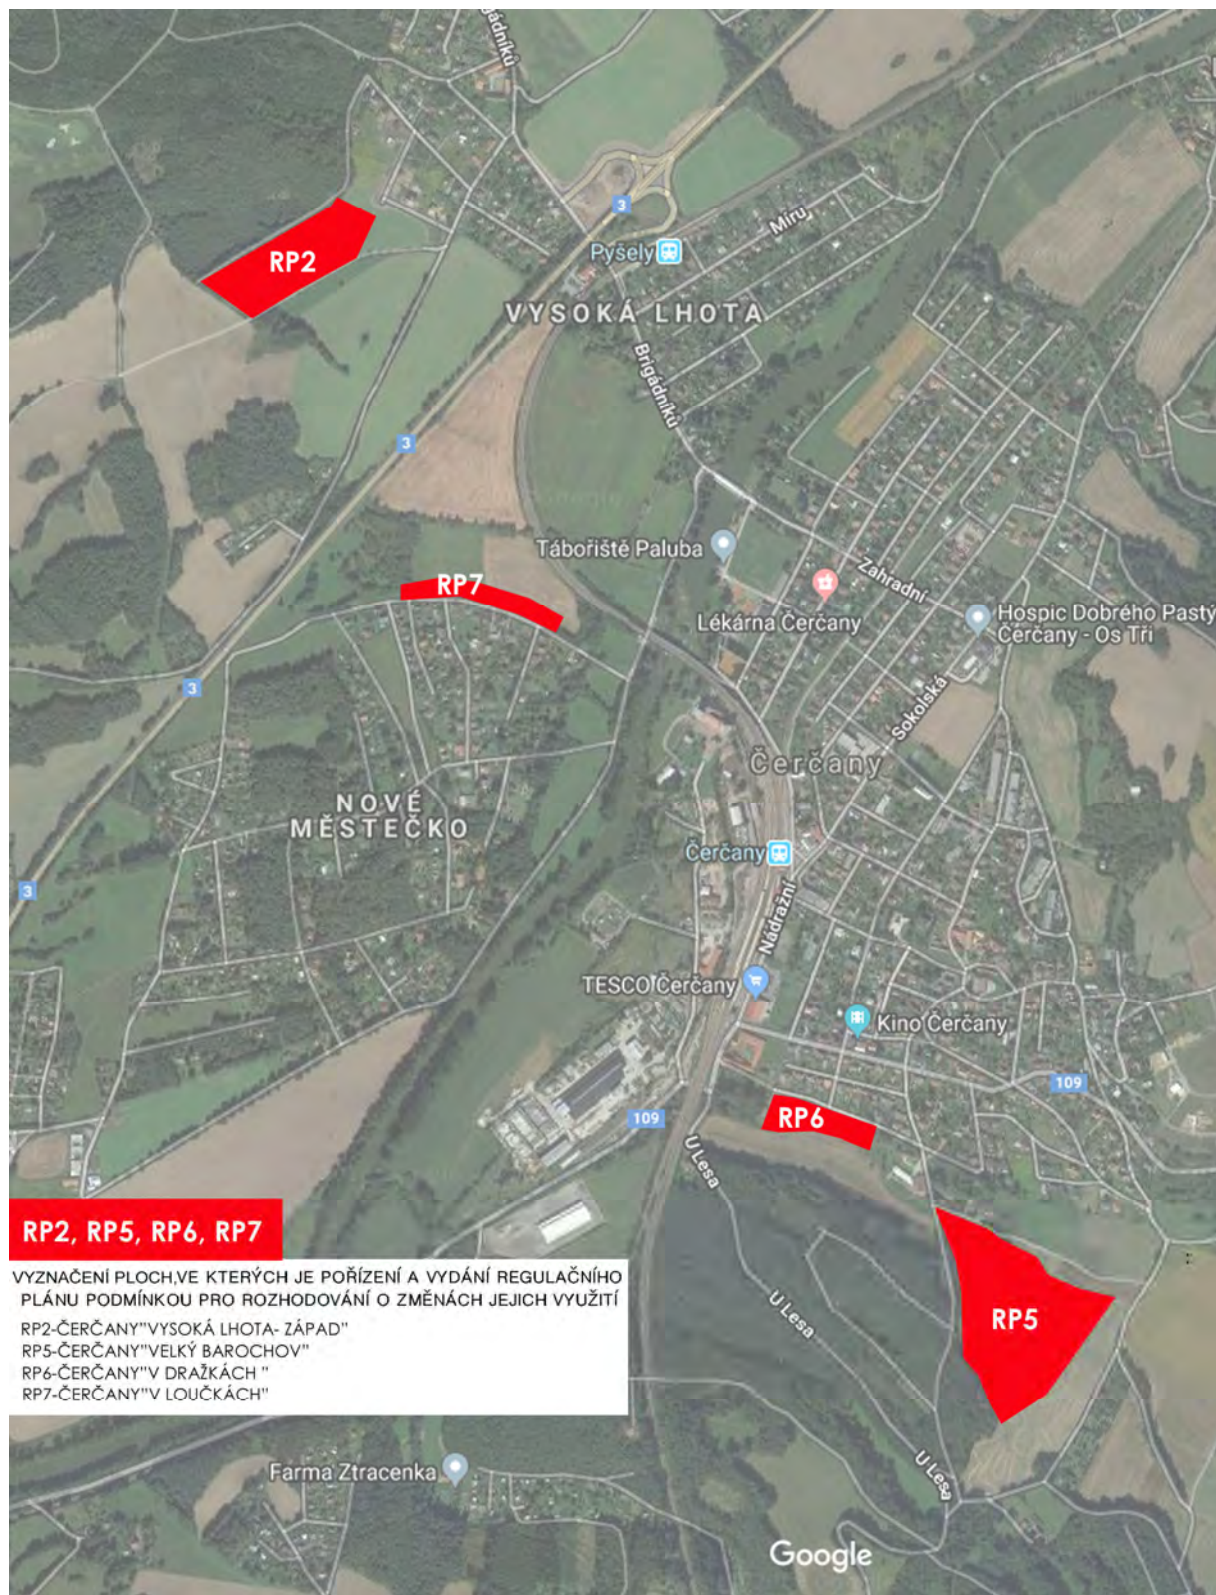 gádníků
3
Míru
Pyšely
VYSOKÁ LHOTA
RP2
Brigádníků
3
Tábořiště Paluba
Zahradní
RP7
Lékárna Čerčany
Hospic Dobrého Pastý
Čerčany - Os Tři
3
Sokolská
Čerčany
NOVÉ
MĚSTEČKO
Čerčany
3
Nádražní
TESCO Čerčany
Kino Čerčany
109
109
RP6
U Lesa
RP2, RP5, RP6, RP7
VYZNAČENÍ PLOCH,VE KTERÝCH JE POŘÍZENÍ A VYDÁNÍ REGULAČNÍHO
PLÁNU PODMÍNKOU PRO ROZHODOVÁNÍ O ZMĚNÁCH JEJICH VYUŽITÍ
RP2-ČERČANY"VYSOKÁ LHOTA- ZÁPAD"
RP5-ČERČANY"VELKÝ BAROCHOV"
RP6-ČERČANY"V DRAŽKÁCH "
RP7-ČERČANY"V LOUČKÁCH"
U Lesa
RP5
Farma Ztracenka
U Lesa
Google